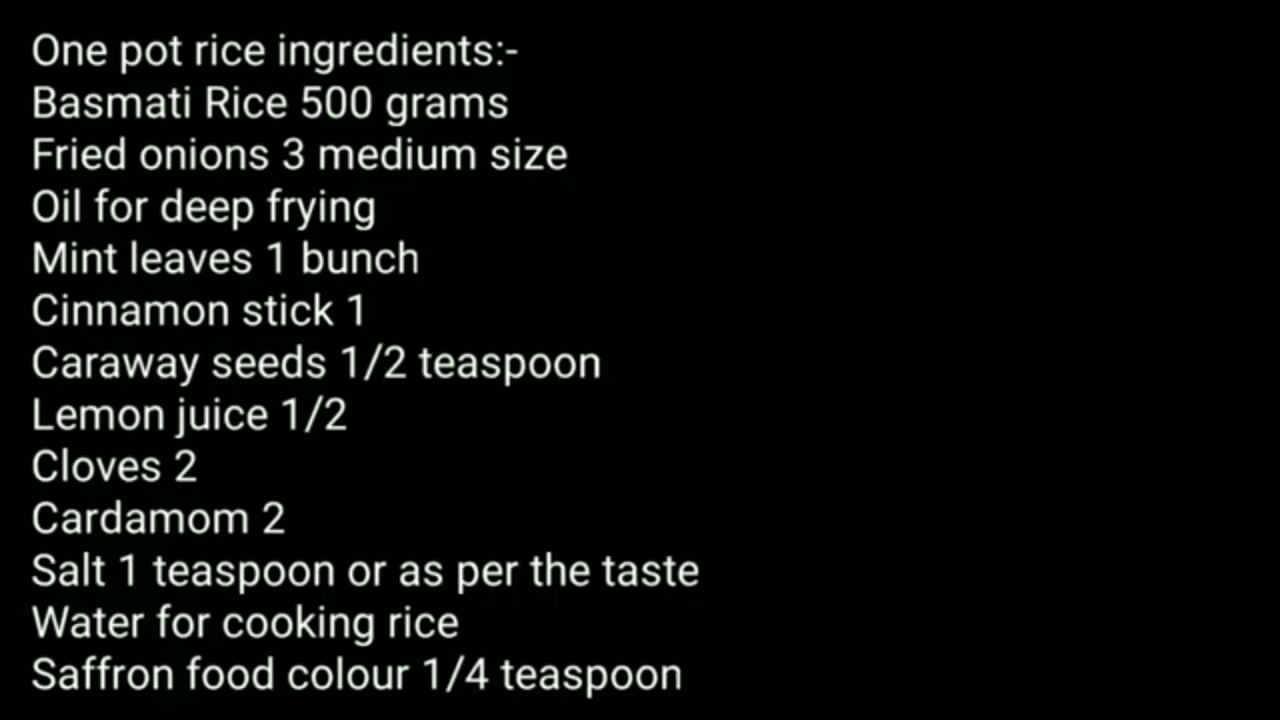 One pot rice ingredients:-
Basmati Rice 500 grams
Fried onions 3 medium size
Oil for deep frying
Mint leaves 1 bunch
Cinnamon stick 1
Caraway seeds 1/2 teaspoon
Lemon juice 1/2
Cloves 2
Cardamom 2
Salt 1 teaspoon or as per the taste
Water for cooking rice
Saffron food colour 1/4 teaspoon